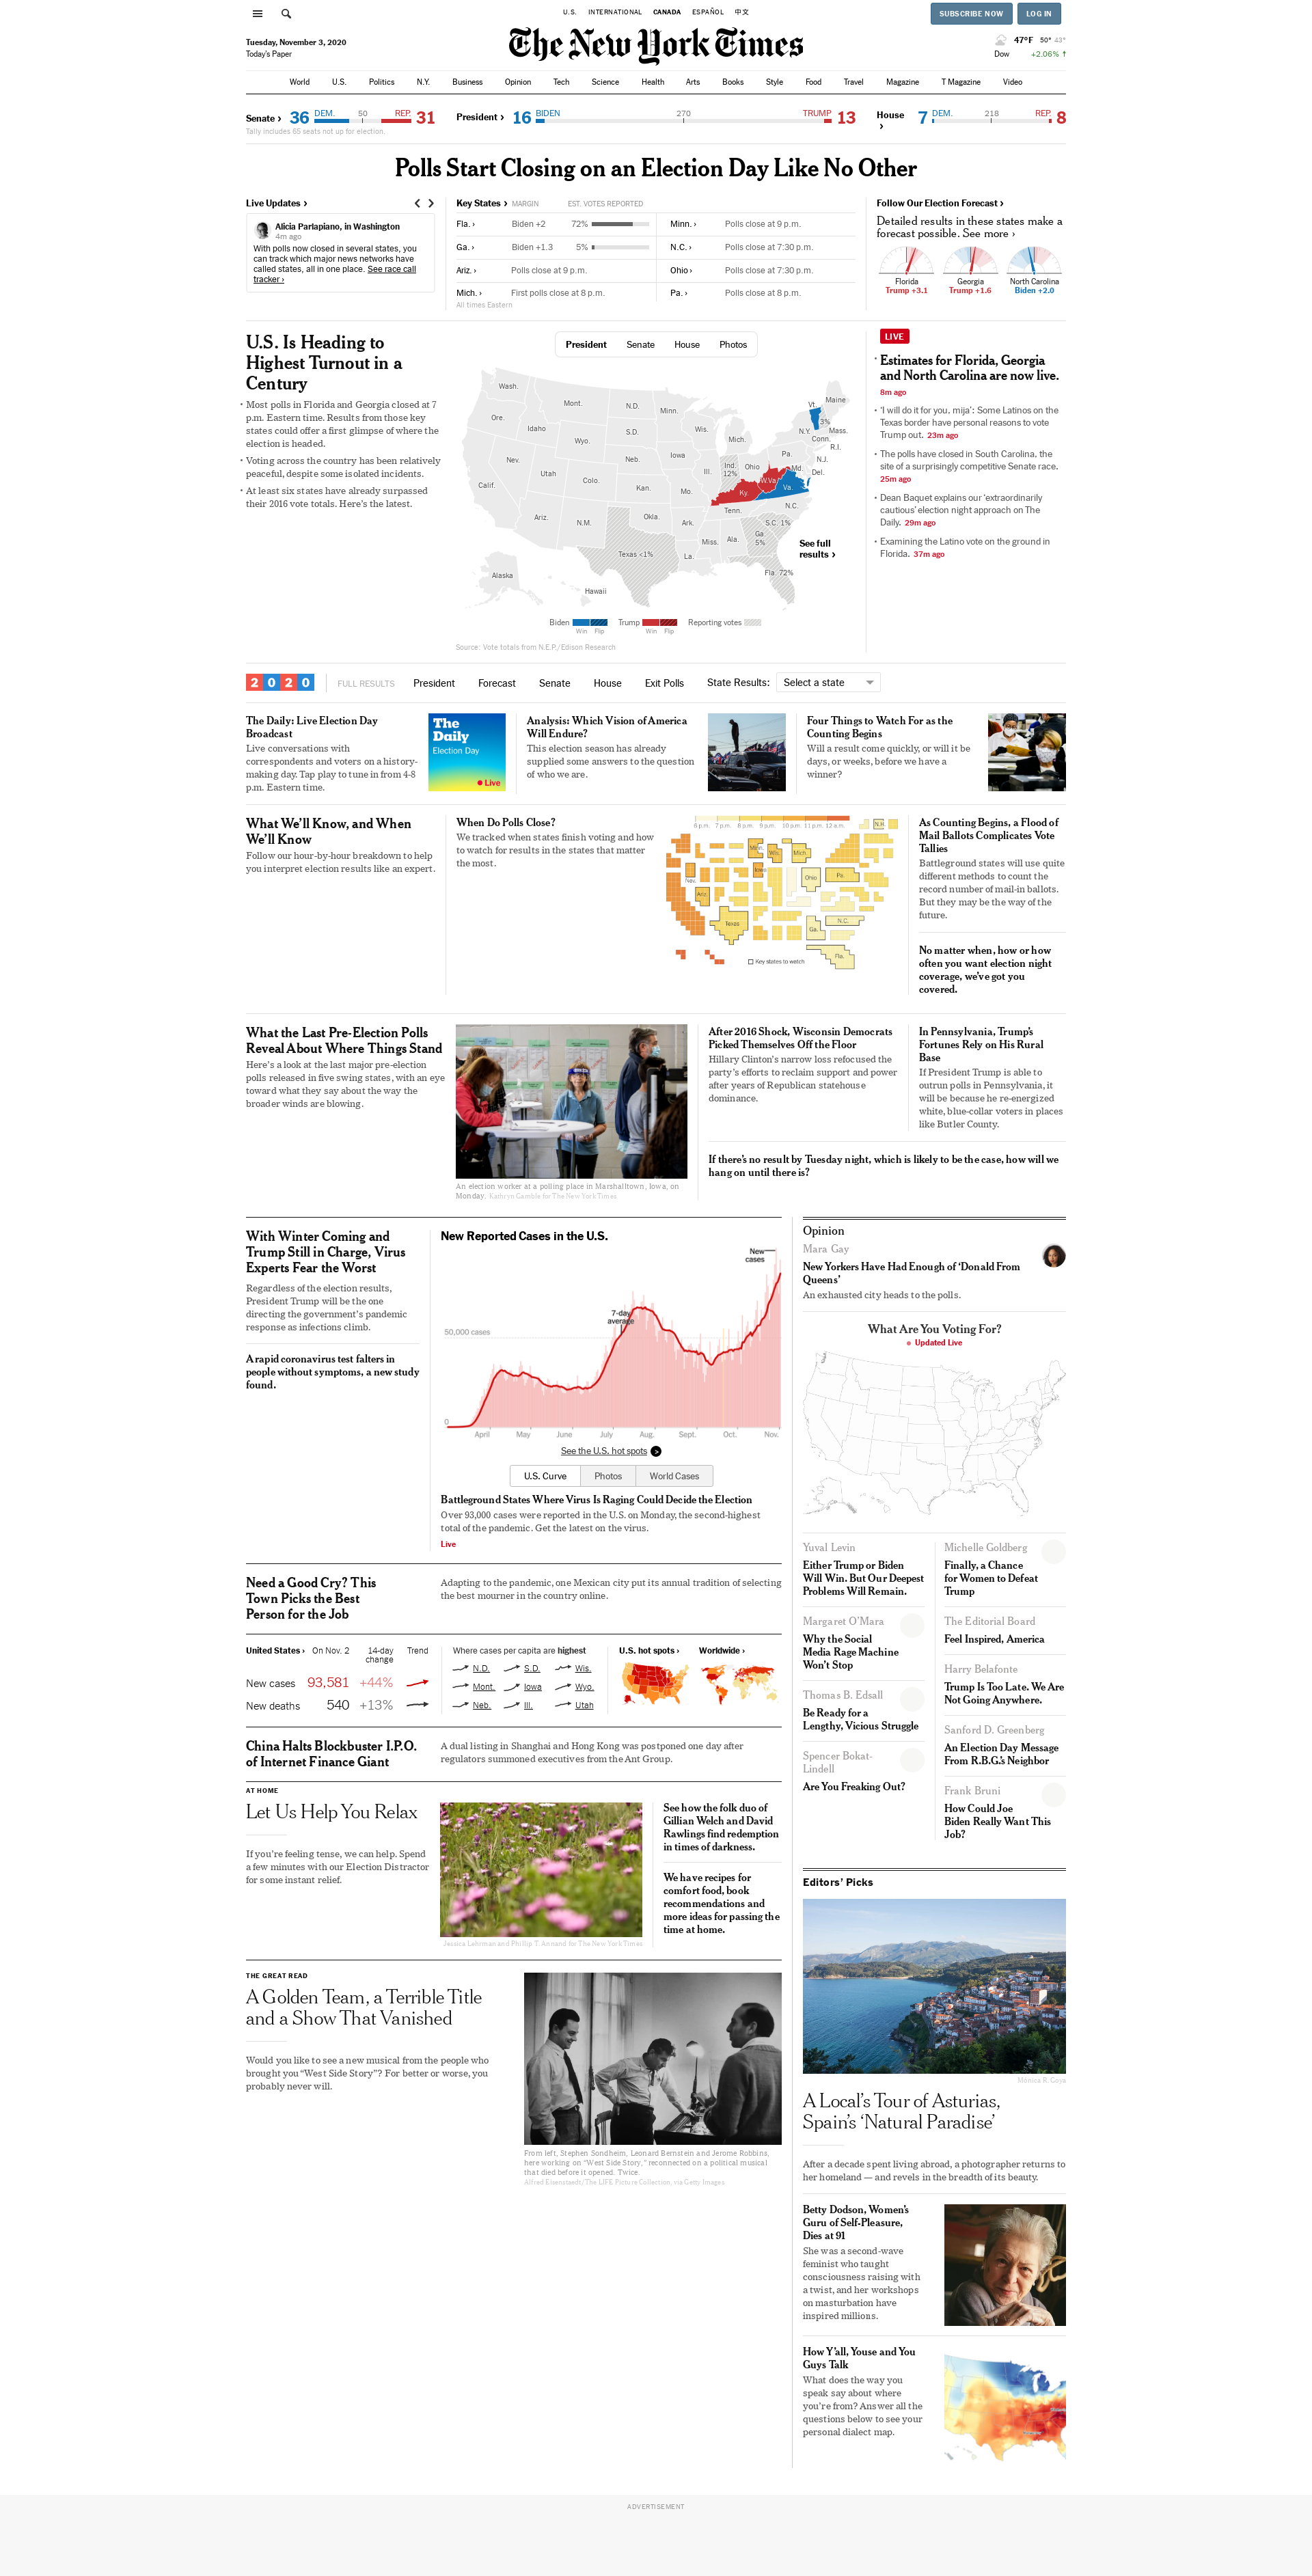 U.S.
INTERNATIONAL
CANADA
ESPAÑOL
中文
SUBSCRIBE NOW
LOG IN
Tuesday, November 3, 2020
Today's Paper
The New York Times
47°F 50° 43°
Dow +2.06% ↑
World
U.S.
Politics
N.Y.
Business
Opinion
Tech
Science
Health
Arts
Books
Style
Food
Travel
Magazine
T Magazine
Video
Senate ›
36 DEM. 50 REP. 31
Tally includes 65 seats not up for election.
President ›
16 BIDEN 270 TRUMP 13
House ›
7 DEM. 218 REP. 8
Polls Start Closing on an Election Day Like No Other
Live Updates ›
Alicia Parlapiano, in Washington
4m ago
With polls now closed in several states, you
can track which major news networks have
called states, all in one place. See race call
tracker ›
Key States › MARGIN EST. VOTES REPORTED
Fla. › Biden +2 72%
Ga. › Biden +1.3 5%
Ariz. › Polls close at 9 p.m.
Mich. › First polls close at 8 p.m.
All times Eastern
Minn. › Polls close at 9 p.m.
N.C. › Polls close at 7:30 p.m.
Ohio › Polls close at 7:30 p.m.
Pa. › Polls close at 8 p.m.
Follow Our Election Forecast ›
Detailed results in these states make a
forecast possible. See more ›
Florida
Trump +3.1
Georgia
Trump +1.6
North Carolina
Biden +2.0
U.S. Is Heading to
Highest Turnout in a
Century
• Most polls in Florida and Georgia closed at 7
p.m. Eastern time. Results from those key
states could offer a first glimpse of where the
election is headed.
• Voting across the country has been relatively
peaceful, despite some isolated incidents.
• At least six states have already surpassed
their 2016 vote totals. Here's the latest.
President
Senate
House
Photos
Wash.
Mont.
N.D.
Minn.
Vt.
Maine
3%
Ore.
Idaho
S.D.
Wis.
Mich.
N.Y.
Mass.
Conn.
R.I.
Wyo.
Pa.
N.J.
Nev.
Neb.
Iowa
Ill.
Ind.
12%
Ohio
Md.
Del.
Calif.
Utah
Colo.
Kan.
Mo.
Ky.
W.Va.
Va.
Ariz.
N.M.
Okla.
Ark.
Tenn.
N.C.
S.C. 1%
Texas <1%
La.
Miss.
Ala.
Ga.
5%
Fla. 72%
Alaska
Hawaii
See full
results ›
Biden
Win Flip
Trump
Win Flip
Reporting votes
Source: Vote totals from N.E.P./Edison Research
LIVE
• Estimates for Florida, Georgia
and North Carolina are now live.
8m ago
• 'I will do it for you, mija': Some Latinos on the
Texas border have personal reasons to vote
Trump out. 23m ago
• The polls have closed in South Carolina, the
site of a surprisingly competitive Senate race.
25m ago
• Dean Baquet explains our 'extraordinarily
cautious' election night approach on The
Daily. 29m ago
• Examining the Latino vote on the ground in
Florida. 37m ago
2020
FULL RESULTS
President
Forecast
Senate
House
Exit Polls
State Results:
Select a state
The Daily: Live Election Day
Broadcast
Live conversations with
correspondents and voters on a history-
making day. Tap play to tune in from 4-8
p.m. Eastern time.
The
Daily
Election Day
Live
Analysis: Which Vision of America
Will Endure?
This election season has already
supplied some answers to the question
of who we are.
Four Things to Watch For as the
Counting Begins
Will a result come quickly, or will it be
days, or weeks, before we have a
winner?
What We'll Know, and When
We'll Know
Follow our hour-by-hour breakdown to help
you interpret election results like an expert.
When Do Polls Close?
We tracked when states finish voting and how
to watch for results in the states that matter
the most.
6 p.m. 7 p.m. 8 p.m. 9 p.m. 10 p.m. 11 p.m. 12 a.m.
N.H.
Minn.
Wis.
Mich.
Nev.
Iowa
Ohio
Pa.
Ariz.
N.C.
Texas
Ga.
Fla.
Key states to watch
As Counting Begins, a Flood of
Mail Ballots Complicates Vote
Tallies
Battleground states will use quite
different methods to count the
record number of mail-in ballots.
But they may be the way of the
future.
No matter when, how or how
often you want election night
coverage, we've got you
covered.
What the Last Pre-Election Polls
Reveal About Where Things Stand
Here's a look at the last major pre-election
polls released in five swing states, with an eye
toward what they say about the way the
broader winds are blowing.
An election worker at a polling place in Marshalltown, Iowa, on
Monday. Kathryn Gamble for The New York Times
After 2016 Shock, Wisconsin Democrats
Picked Themselves Off the Floor
Hillary Clinton's narrow loss refocused the
party's efforts to reclaim support and power
after years of Republican statehouse
dominance.
In Pennsylvania, Trump's
Fortunes Rely on His Rural
Base
If President Trump is able to
outrun polls in Pennsylvania, it
will be because he re-energized
white, blue-collar voters in places
like Butler County.
If there's no result by Tuesday night, which is likely to be the case, how will we
hang on until there is?
With Winter Coming and
Trump Still in Charge, Virus
Experts Fear the Worst
Regardless of the election results,
President Trump will be the one
directing the government's pandemic
response as infections climb.
A rapid coronavirus test falters in
people without symptoms, a new study
found.
New Reported Cases in the U.S.
New
cases
7-day
average
50,000 cases
0
April
May
June
July
Aug.
Sept.
Oct.
Nov.
See the U.S. hot spots >
U.S. Curve
Photos
World Cases
Battleground States Where Virus Is Raging Could Decide the Election
Over 93,000 cases were reported in the U.S. on Monday, the second-highest
total of the pandemic. Get the latest on the virus.
Live
Need a Good Cry? This
Town Picks the Best
Person for the Job
Adapting to the pandemic, one Mexican city put its annual tradition of selecting
the best mourner in the country online.
United States › On Nov. 2 14-day
change Trend
New cases 93,581 +44%
New deaths 540 +13%
Where cases per capita are highest
N.D.
S.D.
Wis.
Mont.
Iowa
Wyo.
Neb.
Ill.
Utah
U.S. hot spots ›
Worldwide ›
China Halts Blockbuster I.P.O.
of Internet Finance Giant
A dual listing in Shanghai and Hong Kong was postponed one day after
regulators summoned executives from the Ant Group.
AT HOME
Let Us Help You Relax
If you're feeling tense, we can help. Spend
a few minutes with our Election Distractor
for some instant relief.
Jessica Lehrman and Phillip T. Annand for The New York Times
See how the folk duo of
Gillian Welch and David
Rawlings find redemption
in times of darkness.
We have recipes for
comfort food, book
recommendations and
more ideas for passing the
time at home.
THE GREAT READ
A Golden Team, a Terrible Title
and a Show That Vanished
Would you like to see a new musical from the people who
brought you "West Side Story"? For better or worse, you
probably never will.
From left, Stephen Sondheim, Leonard Bernstein and Jerome Robbins,
here working on "West Side Story," reconnected on a political musical
that died before it opened. Twice.
Alfred Eisenstaedt/The LIFE Picture Collection, via Getty Images
Opinion
Mara Gay
New Yorkers Have Had Enough of 'Donald From
Queens'
An exhausted city heads to the polls.
What Are You Voting For?
Updated Live
Yuval Levin
Either Trump or Biden
Will Win. But Our Deepest
Problems Will Remain.
Margaret O'Mara
Why the Social
Media Rage Machine
Won't Stop
Thomas B. Edsall
Be Ready for a
Lengthy, Vicious Struggle
Spencer Bokat-
Lindell
Are You Freaking Out?
Michelle Goldberg
Finally, a Chance
for Women to Defeat
Trump
The Editorial Board
Feel Inspired, America
Harry Belafonte
Trump Is Too Late. We Are
Not Going Anywhere.
Sanford D. Greenberg
An Election Day Message
From R.B.G.'s Neighbor
Frank Bruni
How Could Joe
Biden Really Want This
Job?
Editors' Picks
Monica R. Goya
A Local's Tour of Asturias,
Spain's 'Natural Paradise'
After a decade spent living abroad, a photographer returns to
her homeland — and revels in the breadth of its beauty.
Betty Dodson, Women's
Guru of Self-Pleasure,
Dies at 91
She was a second-wave
feminist who taught
consciousness raising with
a twist, and her workshops
on masturbation have
inspired millions.
How Y'all, Youse and You
Guys Talk
What does the way you
speak say about where
you're from? Answer all the
questions below to see your
personal dialect map.
ADVERTISEMENT